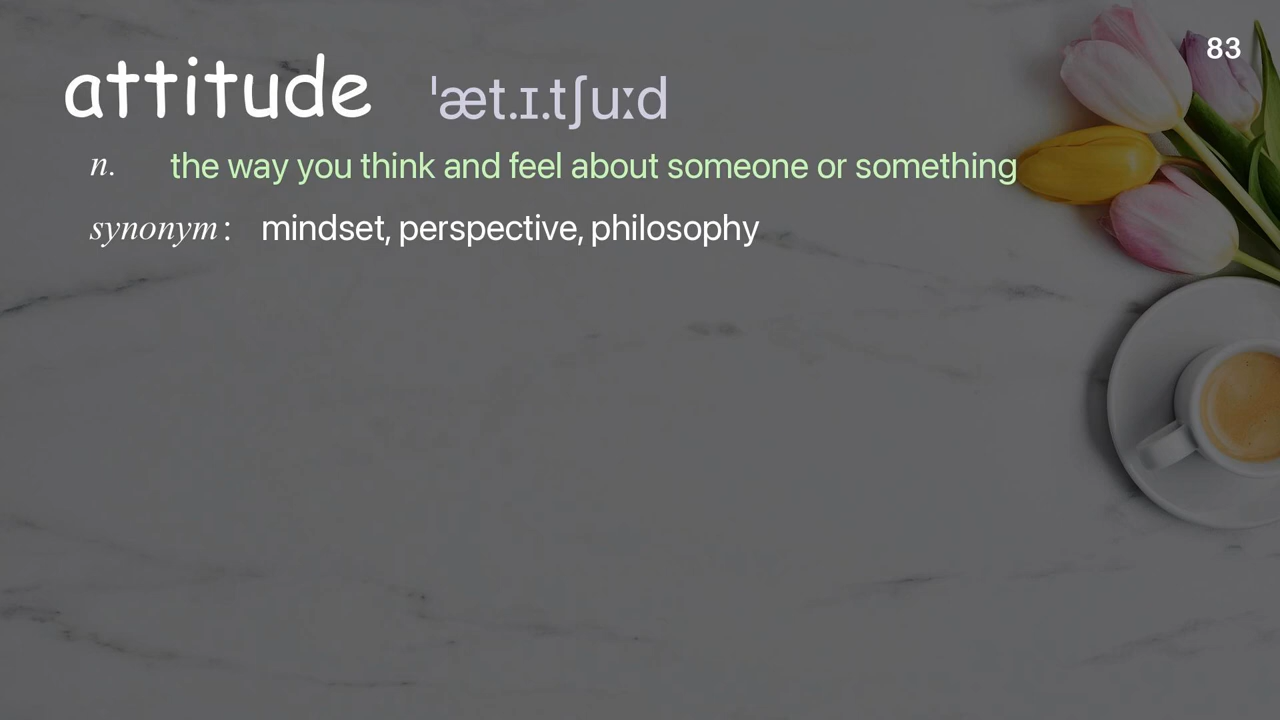 83
attitude ˈæt.ɪ.tʃuːd
n. the way you think and feel about someone or something
synonym: mindset, perspective, philosophy